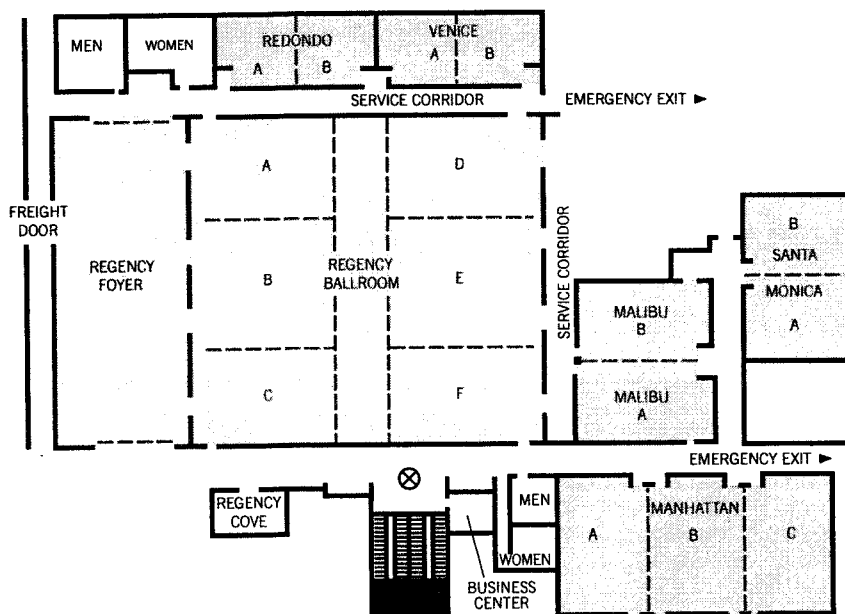 MEN
WOMEN
REDONDO
A
B
VENICE
A
B
SERVICE CORRIDOR
EMERGENCY EXIT
FREIGHT
DOOR
REGENCY
FOYER
A
B
C
REGENCY
BALLROOM
D
E
F
SERVICE CORRIDOR
B
SANTA
MONICA
A
MALIBU
B
MALIBU
A
EMERGENCY EXIT
REGENCY
COVE
MEN
WOMEN
BUSINESS
CENTER
MANHATTAN
A
B
C